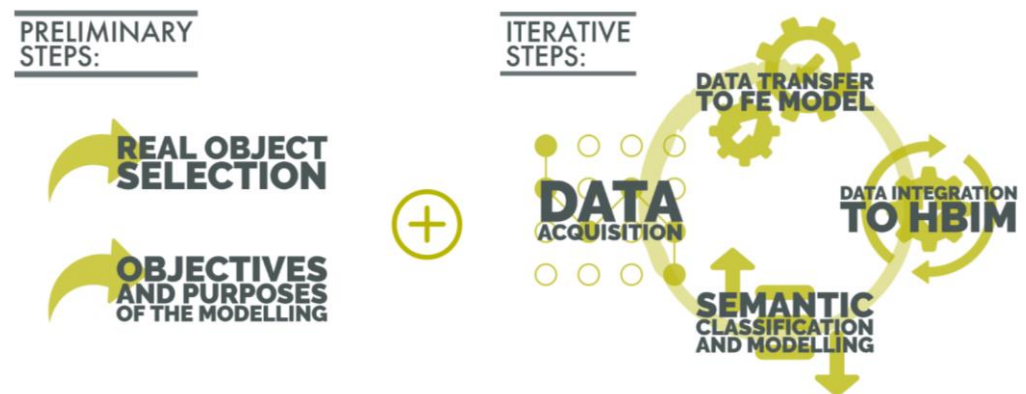 PRELIMINARY
STEPS:
REAL OBJECT
SELECTION
OBJECTIVES
AND PURPOSES
OF THE MODELLING
ITERATIVE
STEPS:
DATA TRANSFER
TO FE MODEL
DATA INTEGRATION
TO HBIM
DATA
ACQUISITION
SEMANTIC
CLASSIFICATION
AND MODELLING